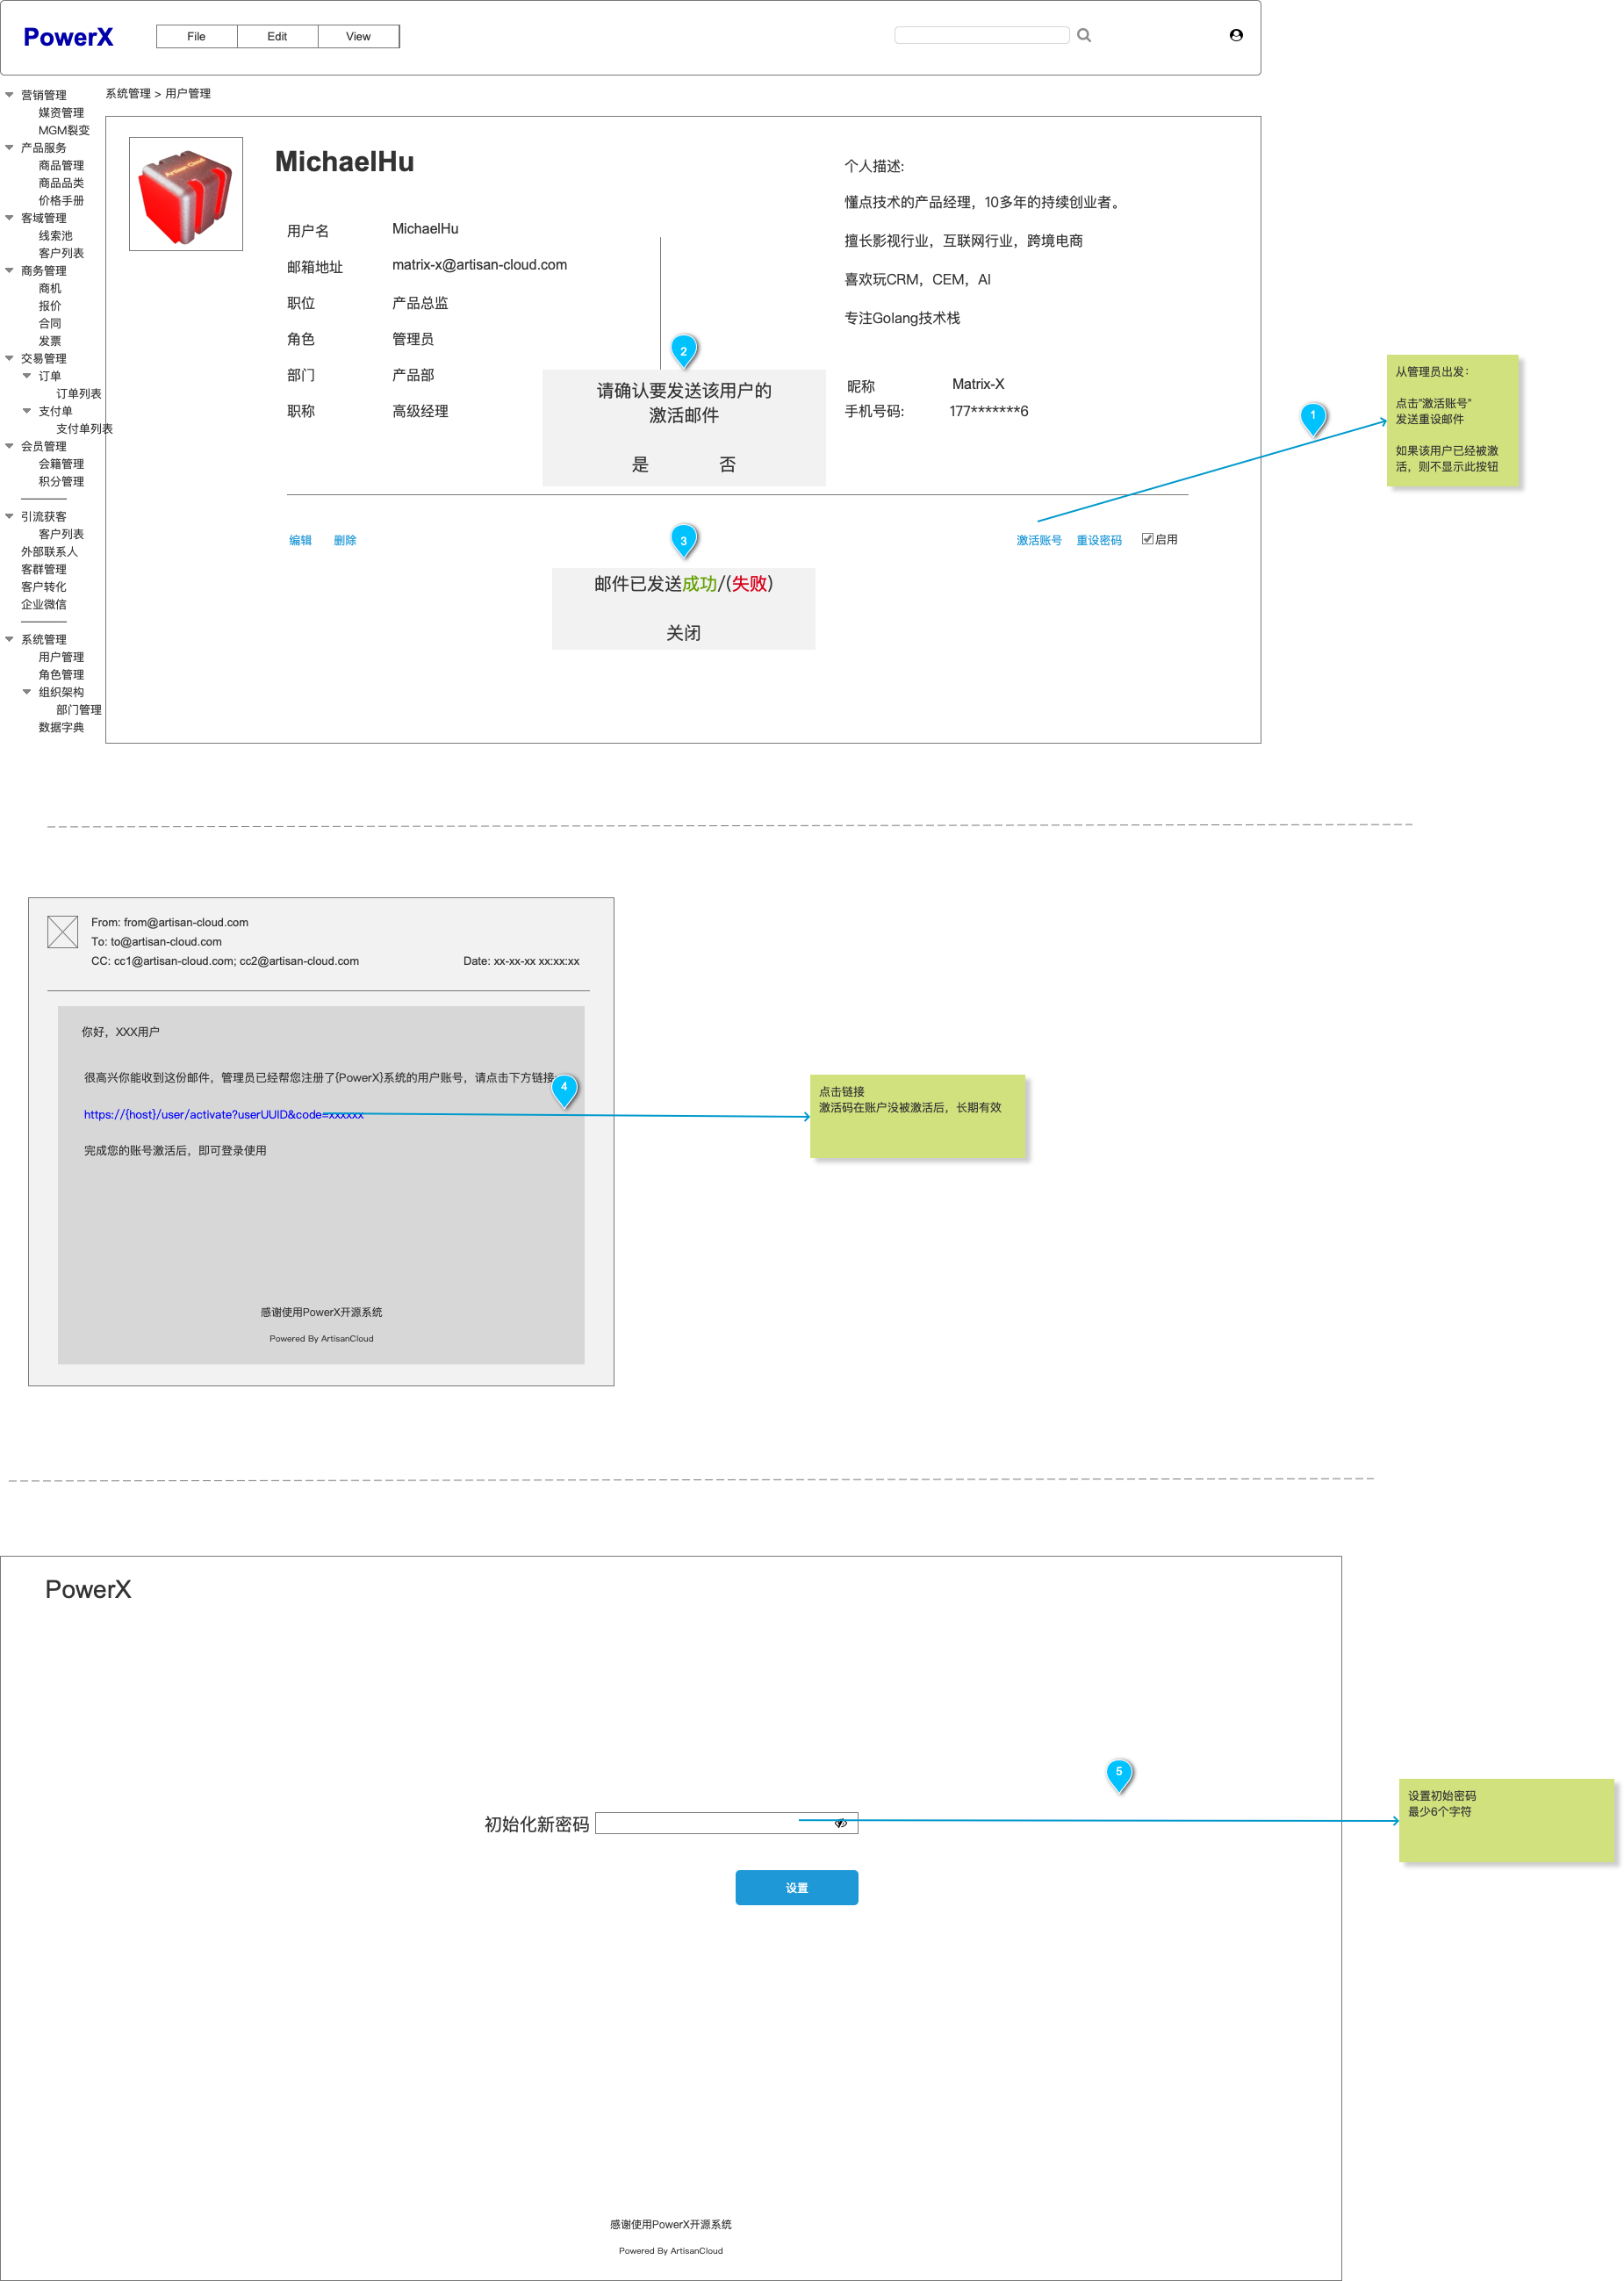 PowerX
File
Edit
View
系统管理 > 用户管理
营销管理
媒资管理
MGM裂变
产品服务
商品管理
商品品类
价格手册
客域管理
线索池
客户列表
商务管理
商机
报价
合同
发票
交易管理
订单
订单列表
支付单
支付单列表
会员管理
会籍管理
积分管理
引流获客
客户列表
外部联系人
客群管理
客户转化
企业微信
系统管理
用户管理
角色管理
组织架构
部门管理
数据字典
Artisan-Cloud
MichaelHu
用户名 MichaelHu
邮箱地址 matrix-x@artisan-cloud.com
职位 产品总监
角色 管理员
部门 产品部
职称 高级经理
个人描述:
懂点技术的产品经理，10多年的持续创业者。
擅长影视行业，互联网行业，跨境电商
喜欢玩CRM，CEM，AI
专注Golang技术栈
昵称 Matrix-X
手机号码: 177*******6
2
请确认要发送该用户的
激活邮件
是 否
编辑 删除
激活账号 重设密码 启用
3
邮件已发送成功/(失败)
关闭
1
从管理员出发：
点击"激活账号"
发送重设邮件
如果该用户已经被激
活，则不显示此按钮
From: from@artisan-cloud.com
To: to@artisan-cloud.com
CC: cc1@artisan-cloud.com; cc2@artisan-cloud.com
Date: xx-xx-xx xx:xx:xx
你好，XXX用户
很高兴你能收到这份邮件，管理员已经帮您注册了{PowerX}系统的用户账号，请点击下方链接:
4
https://{host}/user/activate?userUUID&code=xxxxxx
完成您的账号激活后，即可登录使用
感谢使用PowerX开源系统
Powered By ArtisanCloud
点击链接
激活码在账户没被激活后，长期有效
PowerX
5
初始化新密码
设置
设置初始密码
最少6个字符
感谢使用PowerX开源系统
Powered By ArtisanCloud